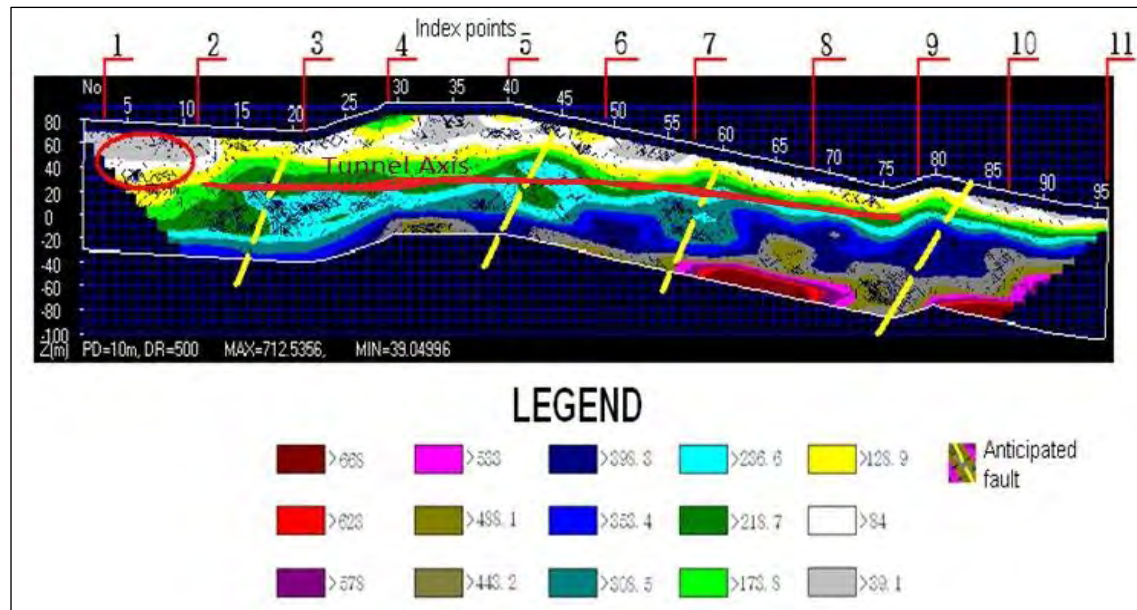 Index points
1 2 3 4 5 6 7 8 9 10 11
No
5 10 15 20 25 30 35 40 45 50 55 60 65 70 75 80 85 90 95
80
60
40
20
0
-20
-40
-60
-80
-100
Tunnel Axis
Z(m) PD=10m, DR=500 MAX=712.5356, MIN=39.04996
LEGEND
>668 >533 >398.3 >236.6 >128.9
Anticipated
fault
>623 >488.1 >353.4 >218.7 >84
>578 >443.2 >308.5 >173.8 >39.1